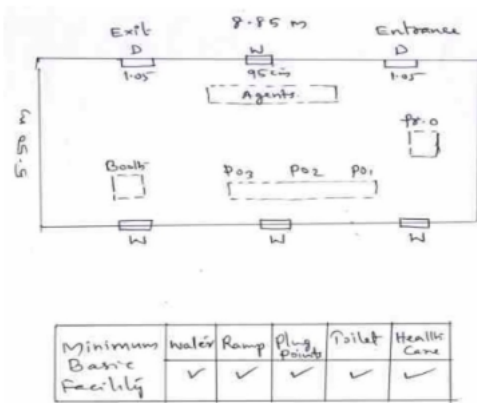 8.85 m
Exit
Entrance
D
W
D
1.05
95 cm
1.05
Agents
Pr.O
5.50 m
Booth
PO3 PO2 PO1
W
W
W
Minimum Basic Facility
Water
Ramp
Plug Points
Toilet
Health Care
✓ ✓ ✓ ✓ ✓